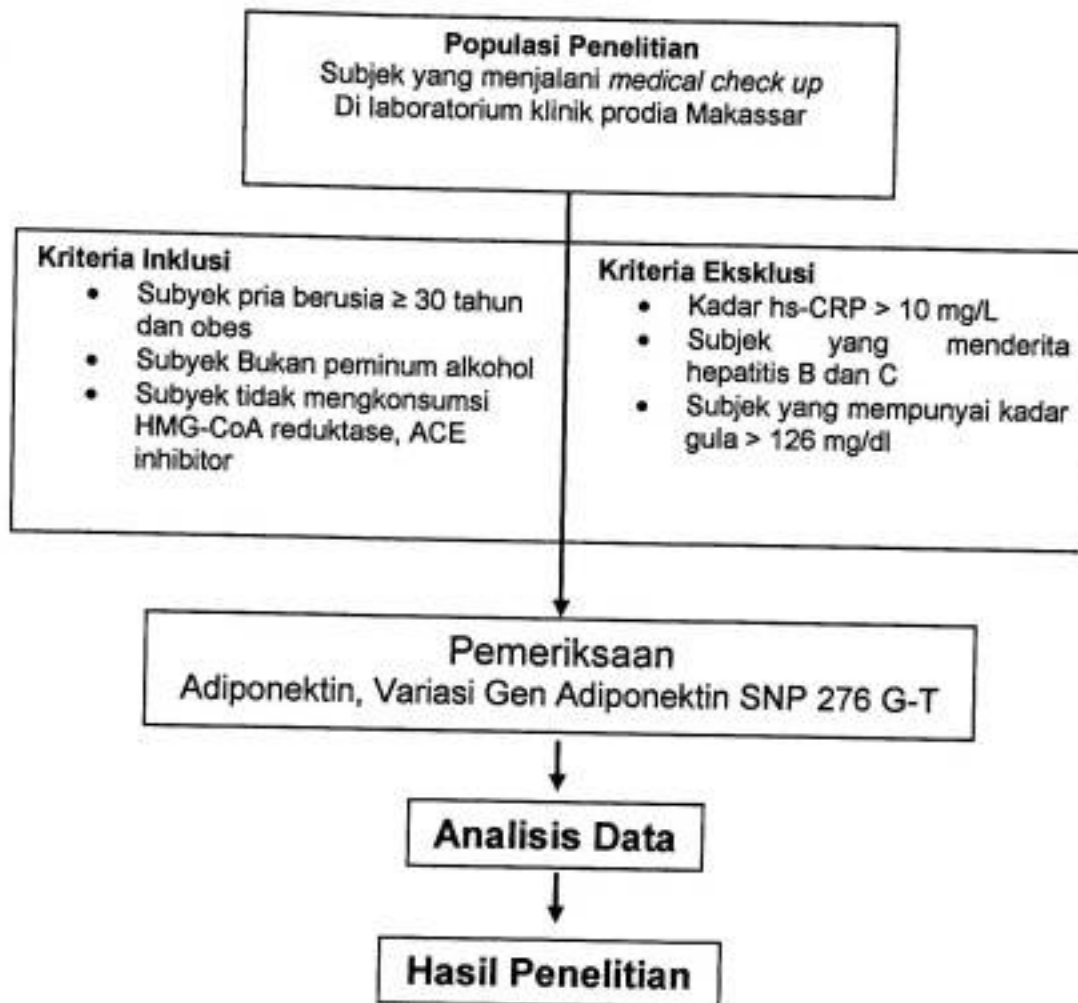 Populasi Penelitian
Subjek yang menjalani medical check up
Di laboratorium klinik prodia Makassar
Kriteria Inklusi
• Subyek pria berusia ≥ 30 tahun
dan obes
• Subyek Bukan peminum alkohol
• Subyek tidak mengkonsumsi
HMG-CoA reduktase, ACE
inhibitor
Kriteria Eksklusi
• Kadar hs-CRP > 10 mg/L
• Subjek yang menderita
hepatitis B dan C
• Subjek yang mempunyai kadar
gula > 126 mg/dl
Pemeriksaan
Adiponektin, Variasi Gen Adiponektin SNP 276 G-T
Analisis Data
Hasil Penelitian